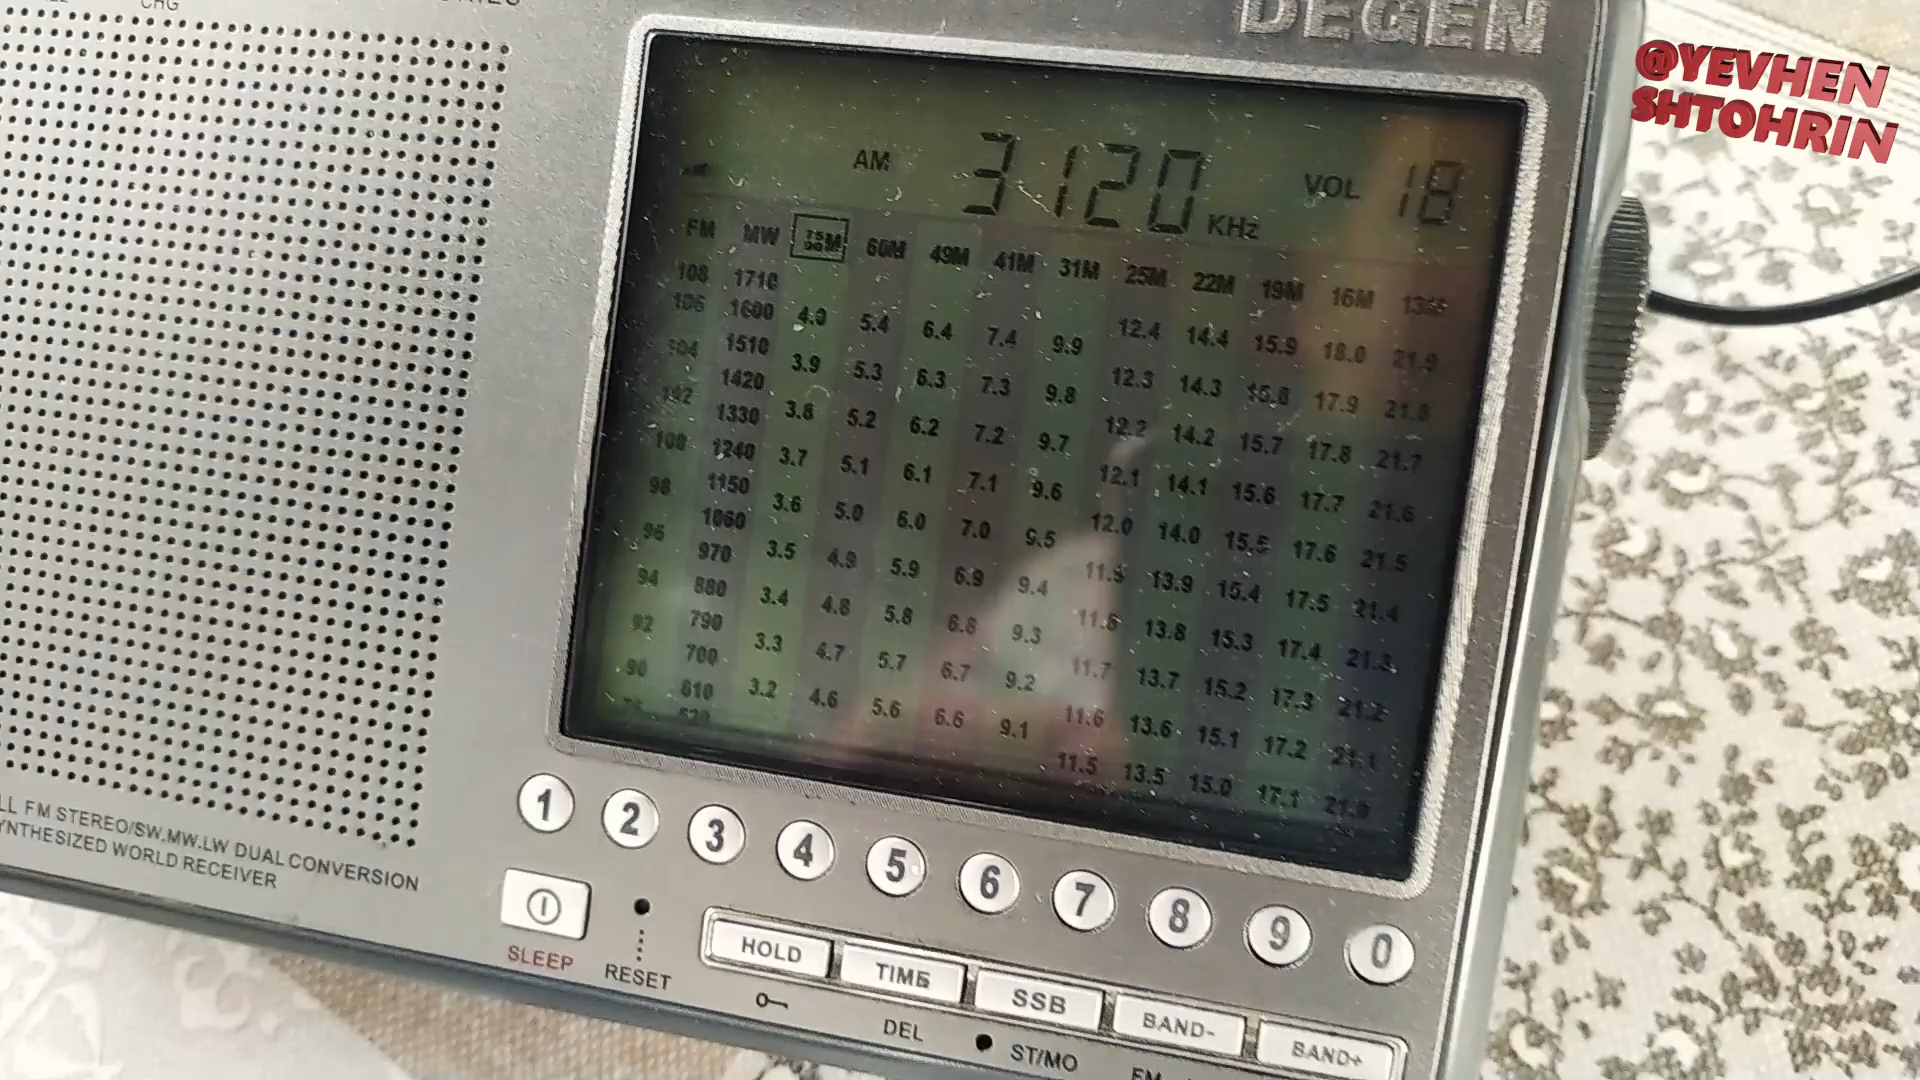 CHG
DEGEN
@YEVHEN
SHTOHRIN
AM 3120 KHz VOL 18
FM MW 75 90M 60M 49M 41M 31M 25M 22M 19M 16M
108 1710
106 1600 4.0 5.4 6.4 7.4 9.9 12.4 14.4 15.9 18.0 21.9
104 1510 3.9 5.3 6.3 7.3 9.8 12.3 14.3 15.8 17.9 21.8
102 1420 3.8 5.2 6.2 7.2 9.7 12.2 14.2 15.7 17.8 21.7
100 1330 3.7 5.1 6.1 7.1 9.6 12.1 14.1 15.6 17.7 21.6
98 1240 3.6 5.0 6.0 7.0 9.5 12.0 14.0 15.5 17.6 21.5
96 1150 3.5 4.9 5.9 6.9 9.4 11.9 13.9 15.4 17.5 21.4
94 1060 3.4 4.8 5.8 6.8 9.3 13.8 15.3 17.4 21.3
92 970 3.3 4.7 5.7 6.7 9.2 11.7 13.7 15.2 17.3 21.2
90 880 3.2 4.6 5.6 6.6 9.1 11.6 13.6 15.1 17.2 21.1
790 11.5 13.5 15.0 17.1
700
610
520
1 2 3 4 5 6 7 8 9 0
FM STEREO/SW.MW.LW DUAL CONVERSION
WORLD RECEIVER
SLEEP
RESET
HOLD TIME SSB BAND- BAND+
DEL
ST/MO
FM